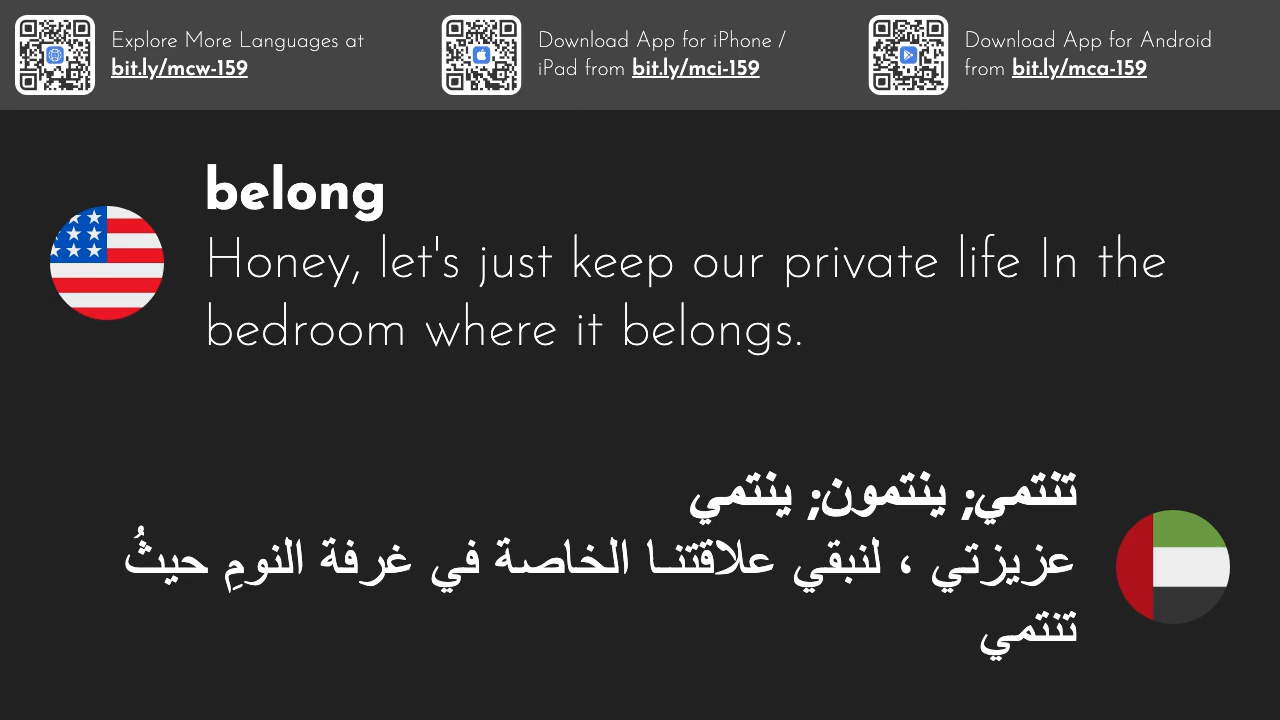 Explore More Languages at
bit.ly/mcw-159
Download App for iPhone /
iPad from bit.ly/mci-159
Download App for Android
from bit.ly/mca-159
belong
Honey, let's just keep our private life In the
bedroom where it belongs.
تنتمي; ينتمون; ينتمي
عزيزتي ، لنبقي علاقتنـا الخاصة في غرفة النومِ حيثُ
تنتمي